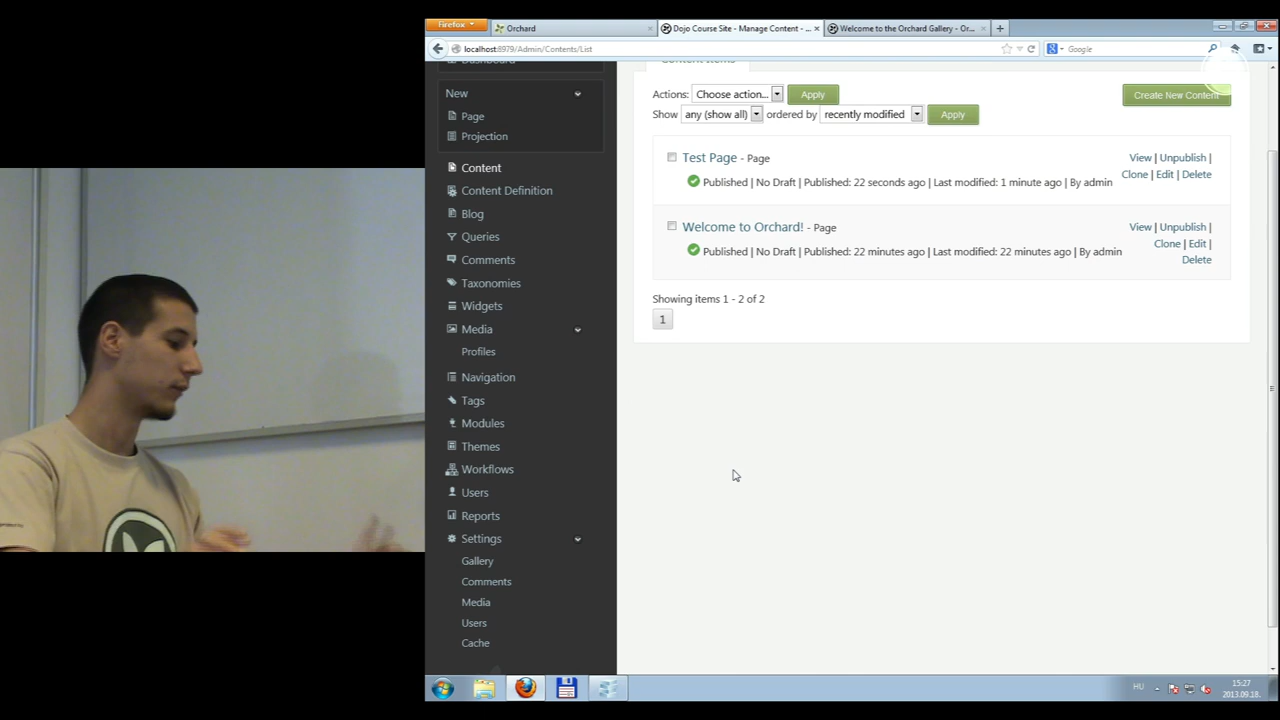 Firefox
Orchard
Dojo Course Site - Manage Content - ...
Welcome to the Orchard Gallery - Or...
localhost:8979/Admin/Contents/List
Google
Dashboard
Content Items
New
Page
Projection
Content
Content Definition
Blog
Queries
Comments
Taxonomies
Widgets
Media
Profiles
Navigation
Tags
Modules
Themes
Workflows
Users
Reports
Settings
Gallery
Comments
Media
Users
Cache
Actions: Choose action... Apply
Create New Content
Show any (show all) ordered by recently modified Apply
Test Page - Page
View | Unpublish |
Clone | Edit | Delete
Published | No Draft | Published: 22 seconds ago | Last modified: 1 minute ago | By admin
Welcome to Orchard! - Page
View | Unpublish |
Clone | Edit |
Delete
Published | No Draft | Published: 22 minutes ago | Last modified: 22 minutes ago | By admin
Showing items 1 - 2 of 2
1
HU
15:27
2013.09.18.